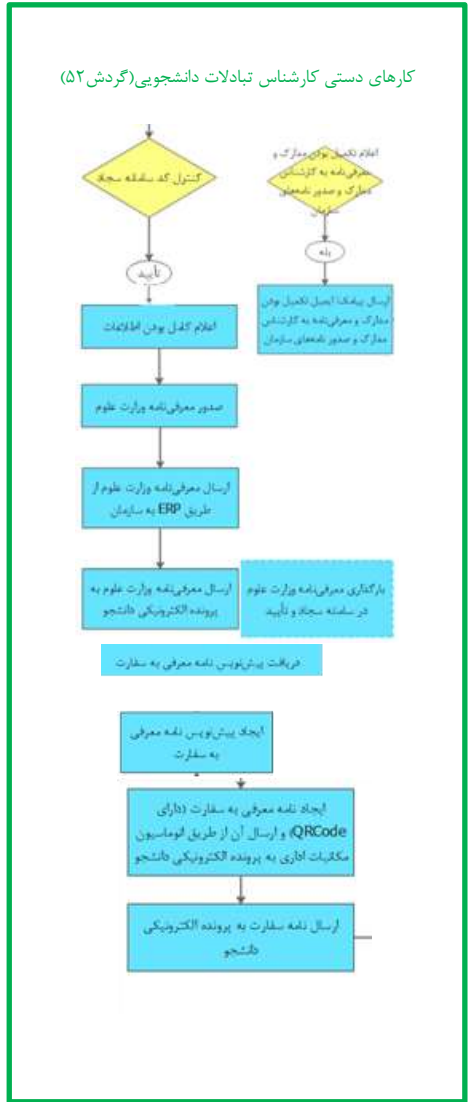 کارهای دستی کارشناس تبادلات دانشجویی(گردش۵۲)
کنترل کد سامانه سجاد
تأیید
اعلام کامل بودن اطلاعات
صدور معرفی‌نامه وزارت علوم
ارسال معرفی‌نامه وزارت علوم از
طریق ERP به سازمان
ارسال معرفی‌نامه وزارت علوم به
پرونده الکترونیکی دانشجو
اعلام تکمیل بودن مدارک و
معرفی‌نامه به کارشناس
مدارک و صدور نامه‌های
سازمان
بله
ارسال پیامک/ ایمیل تکمیل بودن
مدارک و معرفی‌نامه به کارشناس
مدارک و صدور نامه‌های سازمان
بارگذاری معرفی‌نامه وزارت علوم
در سامانه سجاد و تأیید
دریافت پیش‌نویس نامه معرفی به سفارت
ایجاد پیش‌نویس نامه معرفی
به سفارت
ایجاد نامه معرفی به سفارت (دارای
QRCode) و ارسال آن از طریق اتوماسیون
مکاتبات اداری به پرونده الکترونیکی دانشجو
ارسال نامه سفارت به پرونده الکترونیکی
دانشجو